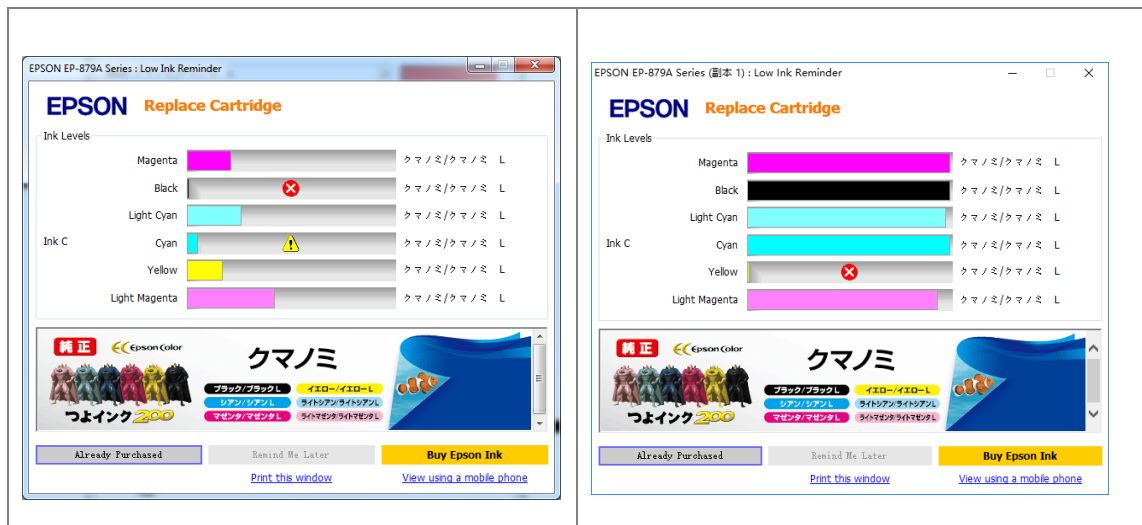 EPSON EP-879A Series : Low Ink Reminder
EPSON Replace Cartridge
Ink Levels
Magenta クマノミ/クマノミ L
Black クマノミ/クマノミ L
Light Cyan クマノミ/クマノミ L
Ink C Cyan クマノミ/クマノミ L
Yellow クマノミ/クマノミ L
Light Magenta クマノミ/クマノミ L
純正 Epson Color
クマノミ
ブラック/ブラックL イエロー/イエローL
シアン/シアンL ライトシアン/ライトシアンL
つよインク200 マゼンタ/マゼンタL ライトマゼンタ/ライトマゼンタL
Already Purchased Remind Me Later Buy Epson Ink
Print this window View using a mobile phone
EPSON EP-879A Series (副本 1) : Low Ink Reminder
EPSON Replace Cartridge
Ink Levels
Magenta クマノミ/クマノミ L
Black クマノミ/クマノミ L
Light Cyan クマノミ/クマノミ L
Ink C Cyan クマノミ/クマノミ L
Yellow クマノミ/クマノミ L
Light Magenta クマノミ/クマノミ L
純正 Epson Color
クマノミ
ブラック/ブラックL イエロー/イエローL
シアン/シアンL ライトシアン/ライトシアンL
つよインク200 マゼンタ/マゼンタL ライトマゼンタ/ライトマゼンタL
Already Purchased Remind Me Later Buy Epson Ink
Print this window View using a mobile phone